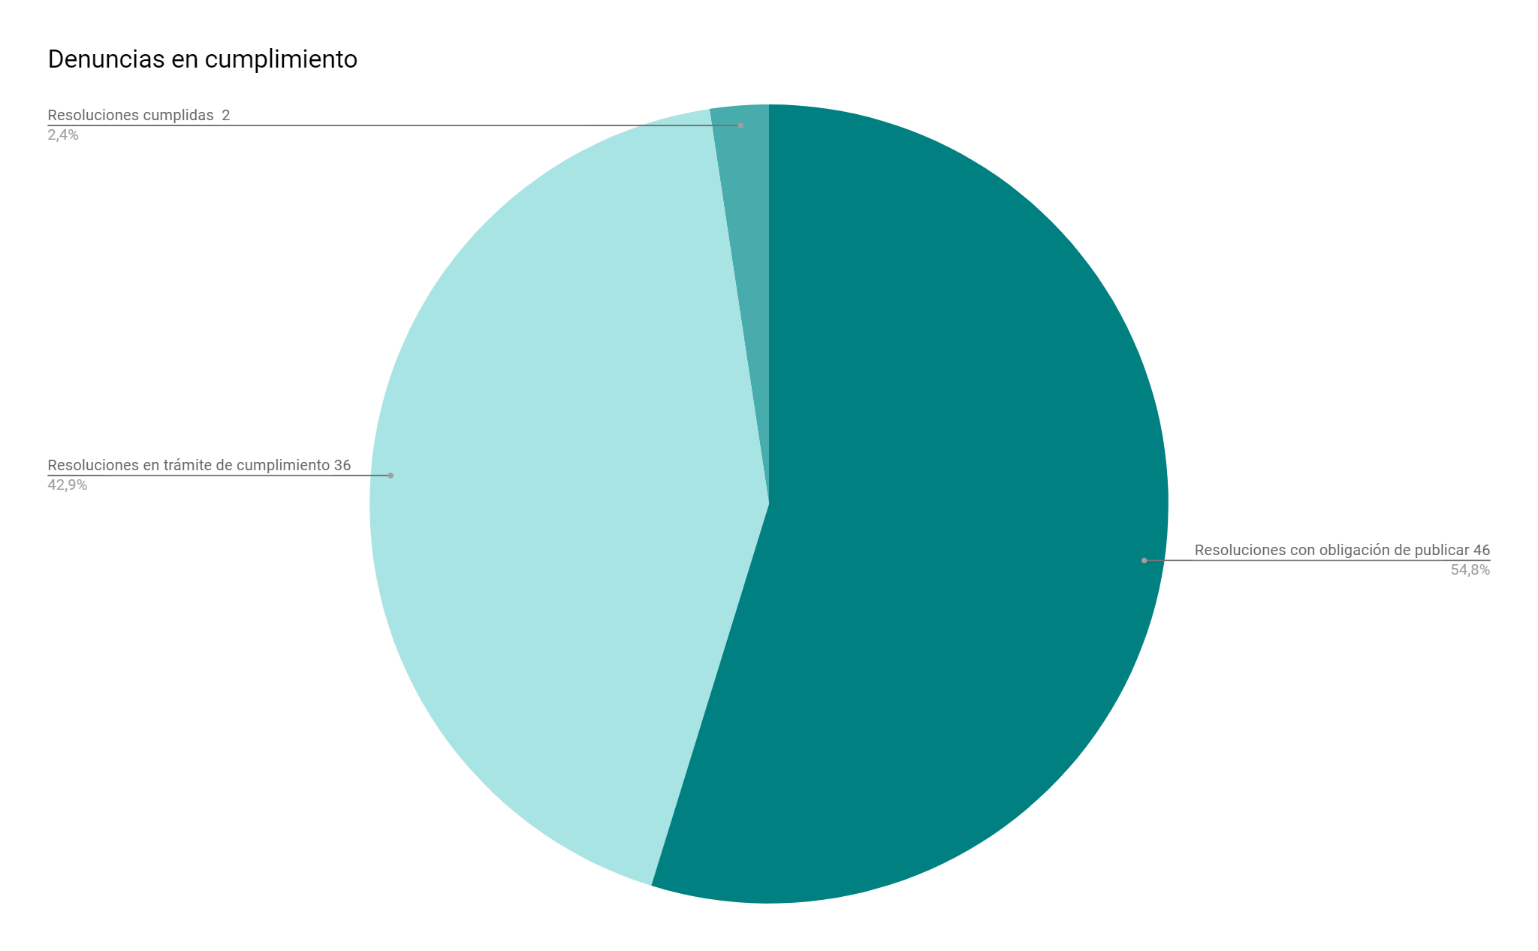 Denuncias en cumplimiento
Resoluciones cumplidas  2
2,4%
Resoluciones en trámite de cumplimiento 36
42,9%
Resoluciones con obligación de publicar 46
54,8%